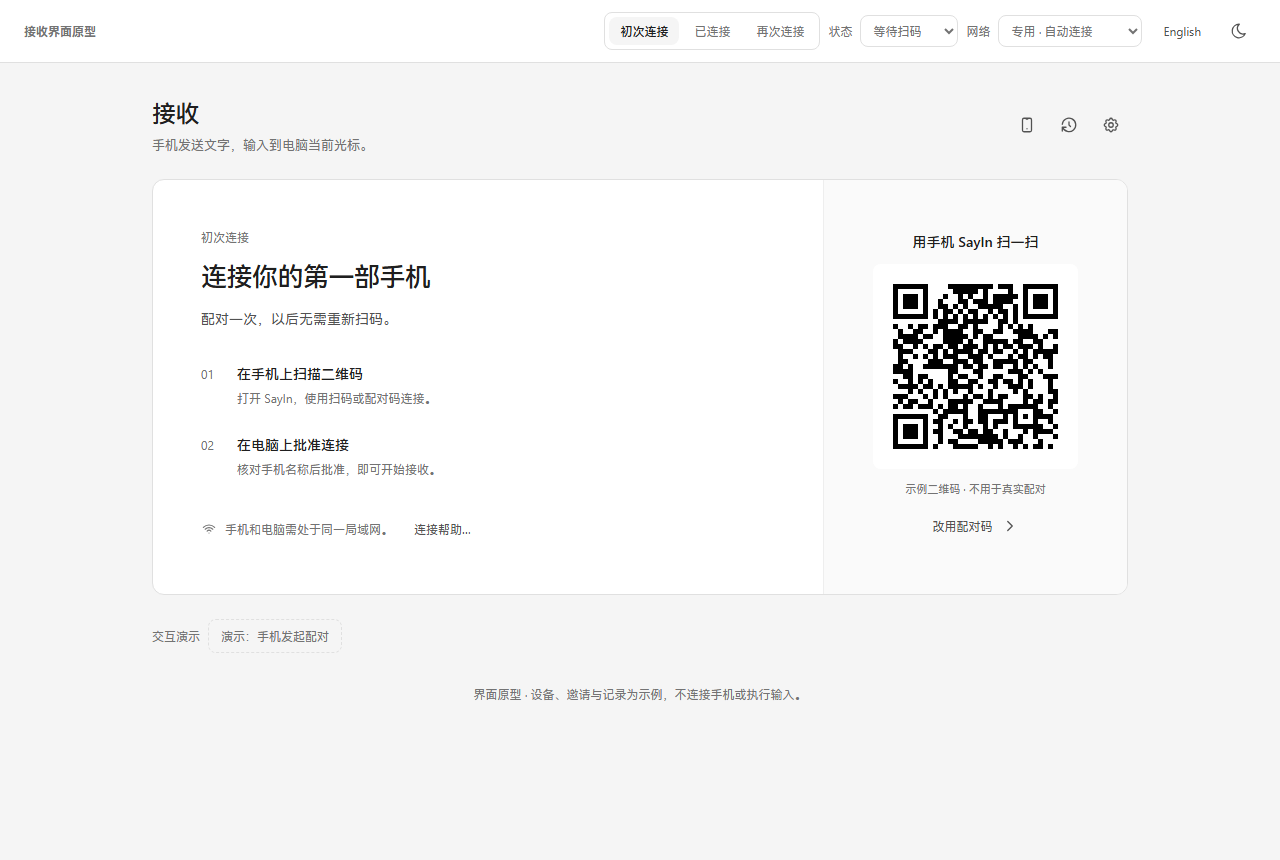 接收界面原型
初次连接 已连接 再次连接 状态 等待扫码 网络 专用 · 自动连接 English
接收
手机发送文字，输入到电脑当前光标。
初次连接
连接你的第一部手机
配对一次，以后无需重新扫码。
01 在手机上扫描二维码
打开 SayIn，使用扫码或配对码连接。
02 在电脑上批准连接
核对手机名称后批准，即可开始接收。
手机和电脑需处于同一局域网。 连接帮助...
用手机 SayIn 扫一扫
示例二维码 · 不用于真实配对
改用配对码
交互演示 演示：手机发起配对
界面原型 · 设备、邀请与记录为示例，不连接手机或执行输入。